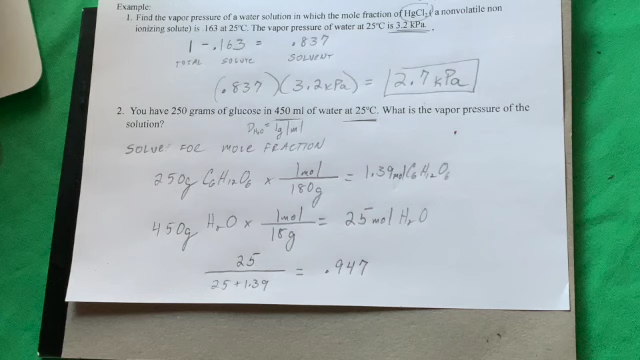 Example:
1. Find the vapor pressure of a water solution in which the mole fraction of HgCl₂ (a nonvolatile non
ionizing solute) is .163 at 25°C. The vapor pressure of water at 25°C is 3.2 kPa.
1 - .163 = .837
TOTAL SOLUTE SOLVENT
(.837)(3.2kPa) = 2.7 kPa
2. You have 250 grams of glucose in 450 ml of water at 25°C. What is the vapor pressure of the
solution? D H₂O = 1g/ml
SOLVE FOR MOLE FRACTION
250g C₆H₁₂O₆ x 1mol / 180g = 1.39mol C₆H₁₂O₆
450g H₂O x 1mol / 18g = 25 mol H₂O
25 / 25+1.39 = .947